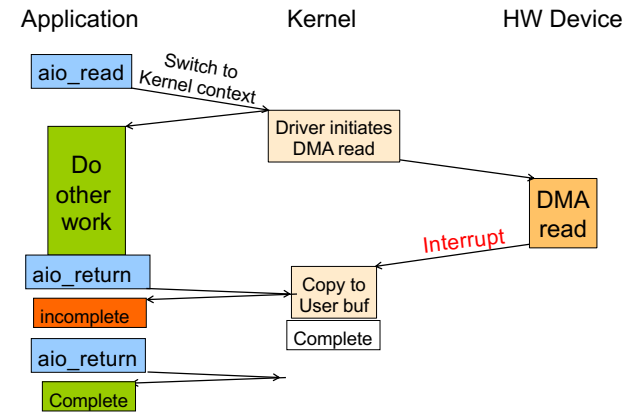 Application
Kernel
HW Device
aio_read
Switch to
Kernel context
Driver initiates
DMA read
Do
other
work
DMA
read
Interrupt
aio_return
incomplete
Copy to
User buf
Complete
aio_return
Complete